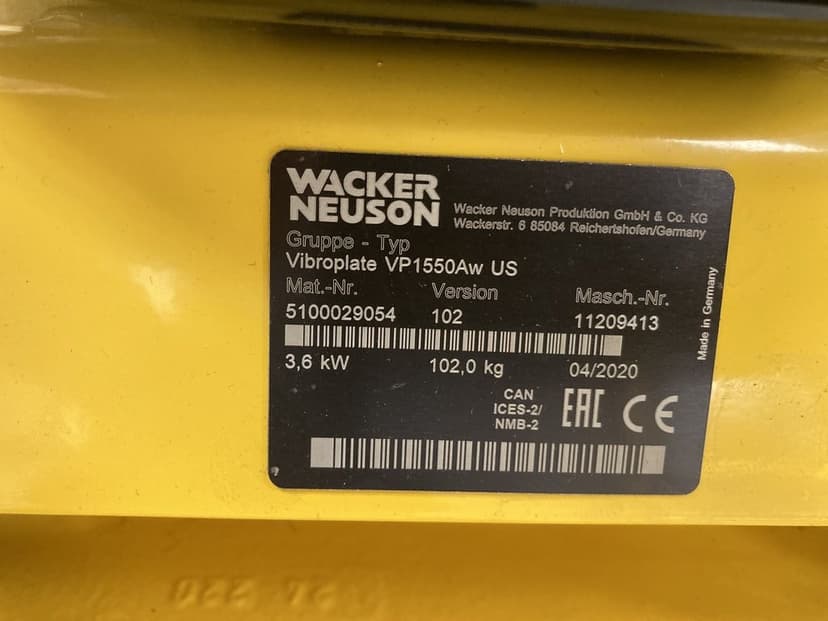 WACKER
NEUSON
Wacker Neuson Produktion GmbH & Co. KG
Wackerstr. 6 85084 Reichertshofen/Germany
Gruppe - Typ
Vibroplate VP1550Aw US
Mat.-Nr. Version Masch.-Nr.
5100029054 102 11209413
3,6 kW 102,0 kg 04/2020
CAN
ICES-2/
NMB-2
EAC CE
Made in Germany